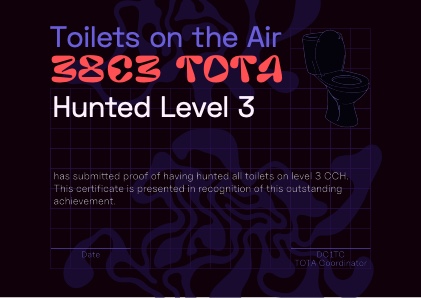 Toilets on the Air
38C3 TOTA
Hunted Level 3
has submitted proof of having hunted all toilets on level 3 CCH.
This certificate is presented in recognition of this outstanding
achievement.
Date
DC1TC
TOTA Coordinator